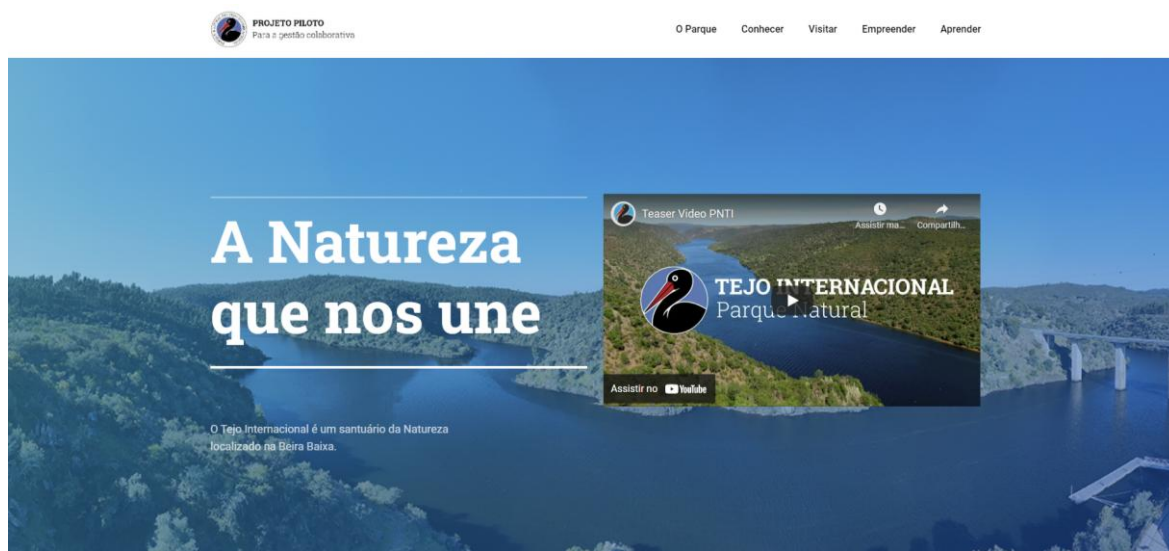 PROJETO PILOTO
Para a gestão colaborativa
O Parque Conhecer Visitar Empreender Aprender
A Natureza
que nos une
Teaser Video PNTI
Assistir ma... Compartilh...
TEJO INTERNACIONAL
Parque Natural
Assistir no YouTube
O Tejo Internacional é um santuário da Natureza
localizado na Beira Baixa.